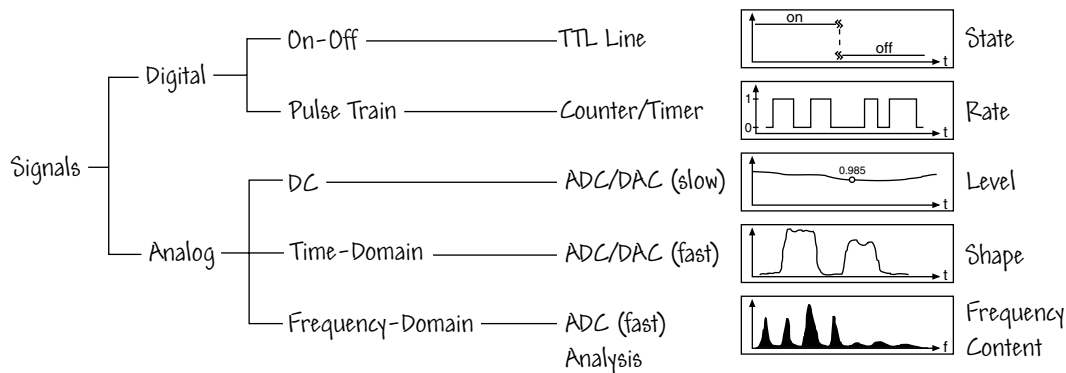 On-Off TTL Line on off t State
Digital
Pulse Train Counter/Timer 1 0 t Rate
Signals
DC ADC/DAC (slow) 0.985 t Level
Analog Time-Domain ADC/DAC (fast) t Shape
Frequency-Domain ADC (fast) f Frequency
Analysis Content